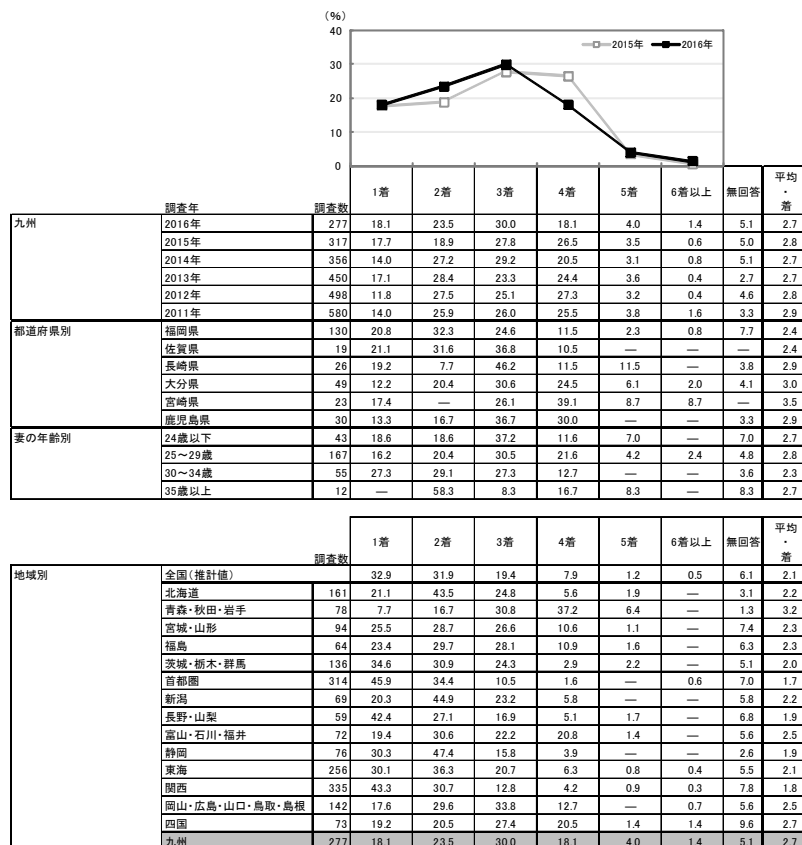 (%)
40
30
20
10
0
2015年 2016年
調査年 調査数 1着 2着 3着 4着 5着 6着以上 無回答 平均・着
九州 2016年 277 18.1 23.5 30.0 18.1 4.0 1.4 5.1 2.7
2015年 317 17.7 18.9 27.8 26.5 3.5 0.6 5.0 2.8
2014年 356 14.0 27.2 29.2 20.5 3.1 0.8 5.1 2.7
2013年 450 17.1 28.4 23.3 24.4 3.6 0.4 2.7 2.7
2012年 498 11.8 27.5 25.1 27.3 3.2 0.4 4.6 2.8
2011年 580 14.0 25.9 26.0 25.5 3.8 1.6 3.3 2.9
都道府県別 福岡県 130 20.8 32.3 24.6 11.5 2.3 0.8 7.7 2.4
佐賀県 19 21.1 31.6 36.8 10.5 — — — 2.4
長崎県 26 19.2 7.7 46.2 11.5 11.5 — 3.8 2.9
大分県 49 12.2 20.4 30.6 24.5 6.1 2.0 4.1 3.0
宮崎県 23 17.4 — 26.1 39.1 8.7 8.7 — 3.5
鹿児島県 30 13.3 16.7 36.7 30.0 — — 3.3 2.9
妻の年齢別 24歳以下 43 18.6 18.6 37.2 11.6 7.0 — 7.0 2.7
25～29歳 167 16.2 20.4 30.5 21.6 4.2 2.4 4.8 2.8
30～34歳 55 27.3 29.1 27.3 12.7 — — 3.6 2.3
35歳以上 12 — 58.3 8.3 16.7 8.3 — 8.3 2.7
調査数 1着 2着 3着 4着 5着 6着以上 無回答 平均・着
地域別 全国(推計値) 32.9 31.9 19.4 7.9 1.2 0.5 6.1 2.1
北海道 161 21.1 43.5 24.8 5.6 1.9 — 3.1 2.2
青森・秋田・岩手 78 7.7 16.7 30.8 37.2 6.4 — 1.3 3.2
宮城・山形 94 25.5 28.7 26.6 10.6 1.1 — 7.4 2.3
福島 64 23.4 29.7 28.1 10.9 1.6 — 6.3 2.3
茨城・栃木・群馬 136 34.6 30.9 24.3 2.9 2.2 — 5.1 2.0
首都圏 314 45.9 34.4 10.5 1.6 — 0.6 7.0 1.7
新潟 69 20.3 44.9 23.2 5.8 — — 5.8 2.2
長野・山梨 59 42.4 27.1 16.9 5.1 1.7 — 6.8 1.9
富山・石川・福井 72 19.4 30.6 22.2 20.8 1.4 — 5.6 2.5
静岡 76 30.3 47.4 15.8 3.9 — — 2.6 1.9
東海 256 30.1 36.3 20.7 6.3 0.8 0.4 5.5 2.1
関西 335 43.3 30.7 12.8 4.2 0.9 0.3 7.8 1.8
岡山・広島・山口・鳥取・島根 142 17.6 29.6 33.8 12.7 — 0.7 5.6 2.5
四国 73 19.2 20.5 27.4 20.5 1.4 1.4 9.6 2.7
九州 277 18.1 23.5 30.0 18.1 4.0 1.4 5.1 2.7